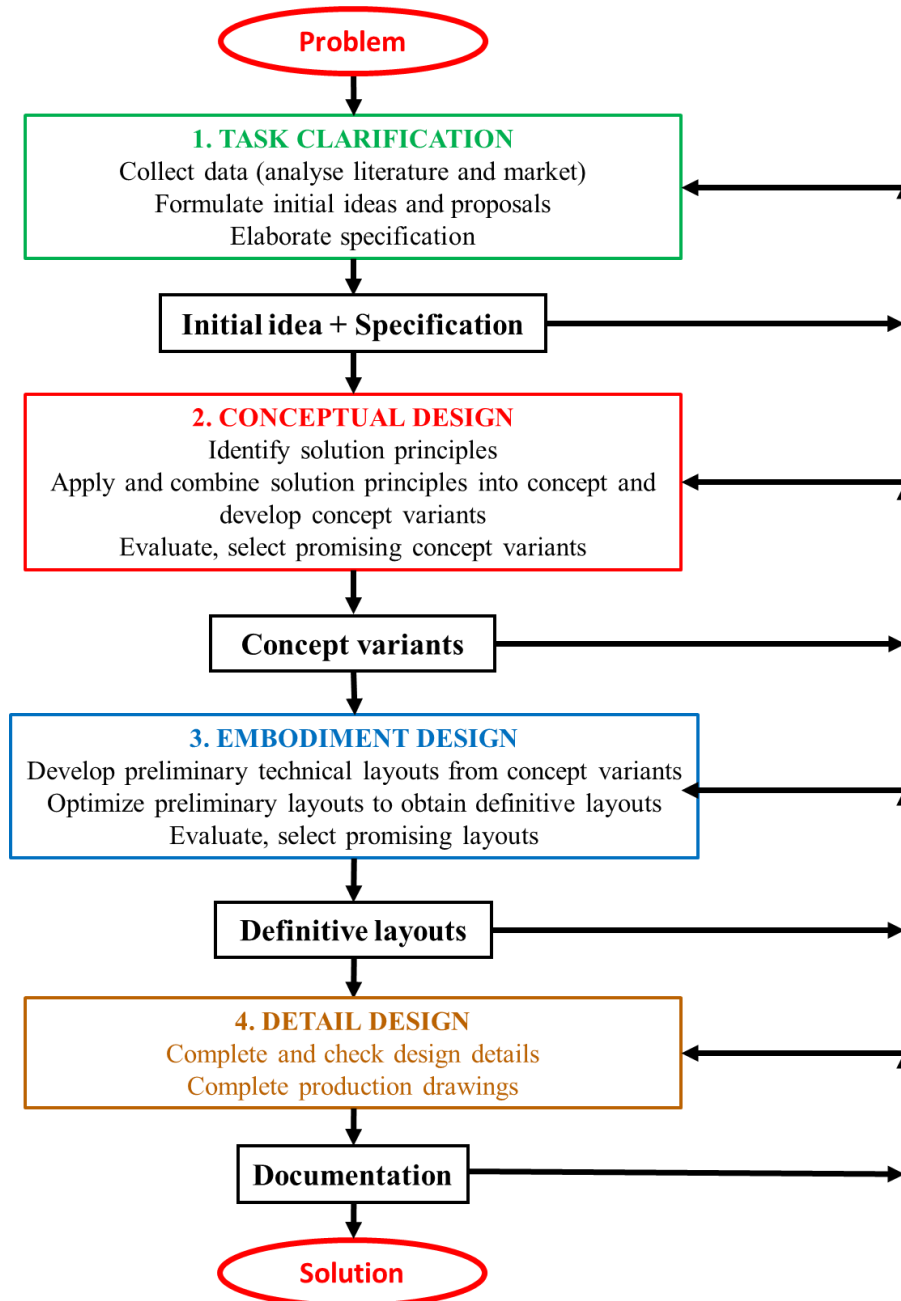 Problem
1. TASK CLARIFICATION
Collect data (analyse literature and market)
Formulate initial ideas and proposals
Elaborate specification
Initial idea + Specification
2. CONCEPTUAL DESIGN
Identify solution principles
Apply and combine solution principles into concept and
develop concept variants
Evaluate, select promising concept variants
Concept variants
3. EMBODIMENT DESIGN
Develop preliminary technical layouts from concept variants
Optimize preliminary layouts to obtain definitive layouts
Evaluate, select promising layouts
Definitive layouts
4. DETAIL DESIGN
Complete and check design details
Complete production drawings
Documentation
Solution